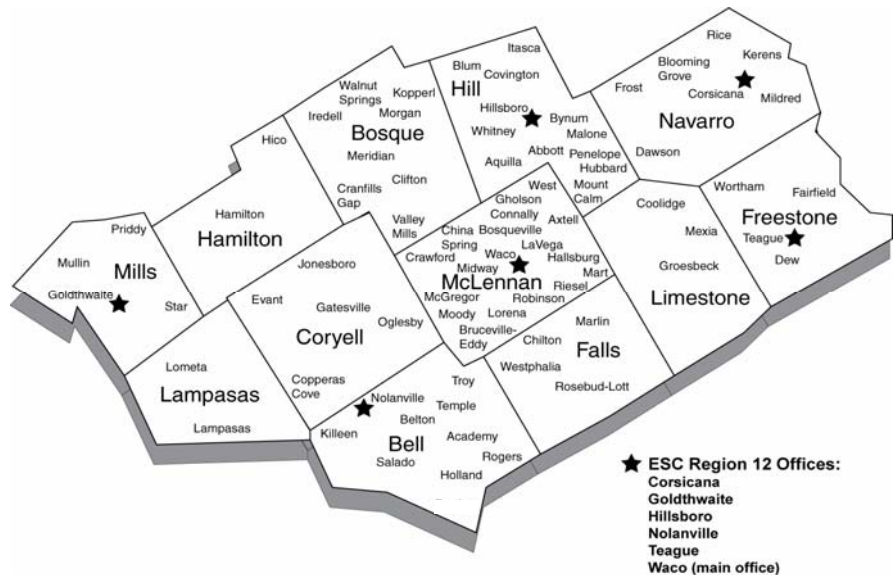 Itasca
Blum
Covington
Hill
Hillsboro
Bynum
Whitney
Malone
Abbott
Penelope
Aquilla
Hubbard
Mount
Calm
Rice
Kerens
Blooming
Grove
Frost
Corsicana
Mildred
Navarro
Dawson
Walnut
Springs
Kopperl
Iredell
Morgan
Bosque
Meridian
Clifton
Cranfills
Gap
Valley
Mills
Hico
Hamilton
Hamilton
Priddy
Mullin
Mills
Goldthwaite
Star
Wortham
Fairfield
Freestone
Teague
Dew
Coolidge
Mexia
Groesbeck
Limestone
West
Gholson
Connally
Axtell
China
Spring
Bosqueville
LaVega
Crawford
Waco
Hallsburg
Midway
Mart
McLennan
Riesel
McGregor
Robinson
Moody
Lorena
Bruceville-
Eddy
Jonesboro
Evant
Gatesville
Oglesby
Coryell
Copperas
Cove
Marlin
Chilton
Falls
Westphalia
Rosebud-Lott
Lometa
Lampasas
Lampasas
Troy
Nolanville
Temple
Belton
Killeen
Bell
Academy
Salado
Rogers
Holland
ESC Region 12 Offices:
Corsicana
Goldthwaite
Hillsboro
Nolanville
Teague
Waco (main office)